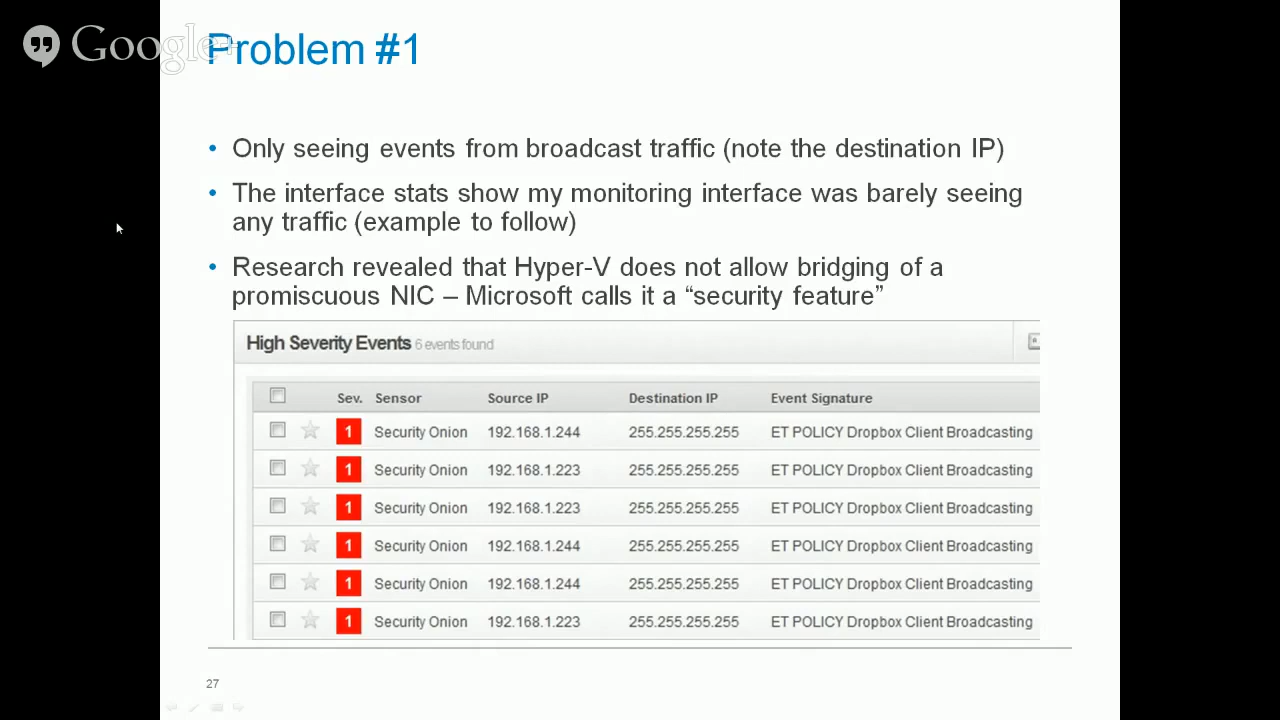 Google+
Problem #1
• Only seeing events from broadcast traffic (note the destination IP)
• The interface stats show my monitoring interface was barely seeing
any traffic (example to follow)
• Research revealed that Hyper-V does not allow bridging of a
promiscuous NIC – Microsoft calls it a “security feature”
High Severity Events 6 events found
Sev. Sensor Source IP Destination IP Event Signature
1 Security Onion 192.168.1.244 255.255.255.255 ET POLICY Dropbox Client Broadcasting
1 Security Onion 192.168.1.223 255.255.255.255 ET POLICY Dropbox Client Broadcasting
1 Security Onion 192.168.1.223 255.255.255.255 ET POLICY Dropbox Client Broadcasting
1 Security Onion 192.168.1.244 255.255.255.255 ET POLICY Dropbox Client Broadcasting
1 Security Onion 192.168.1.244 255.255.255.255 ET POLICY Dropbox Client Broadcasting
1 Security Onion 192.168.1.223 255.255.255.255 ET POLICY Dropbox Client Broadcasting
27